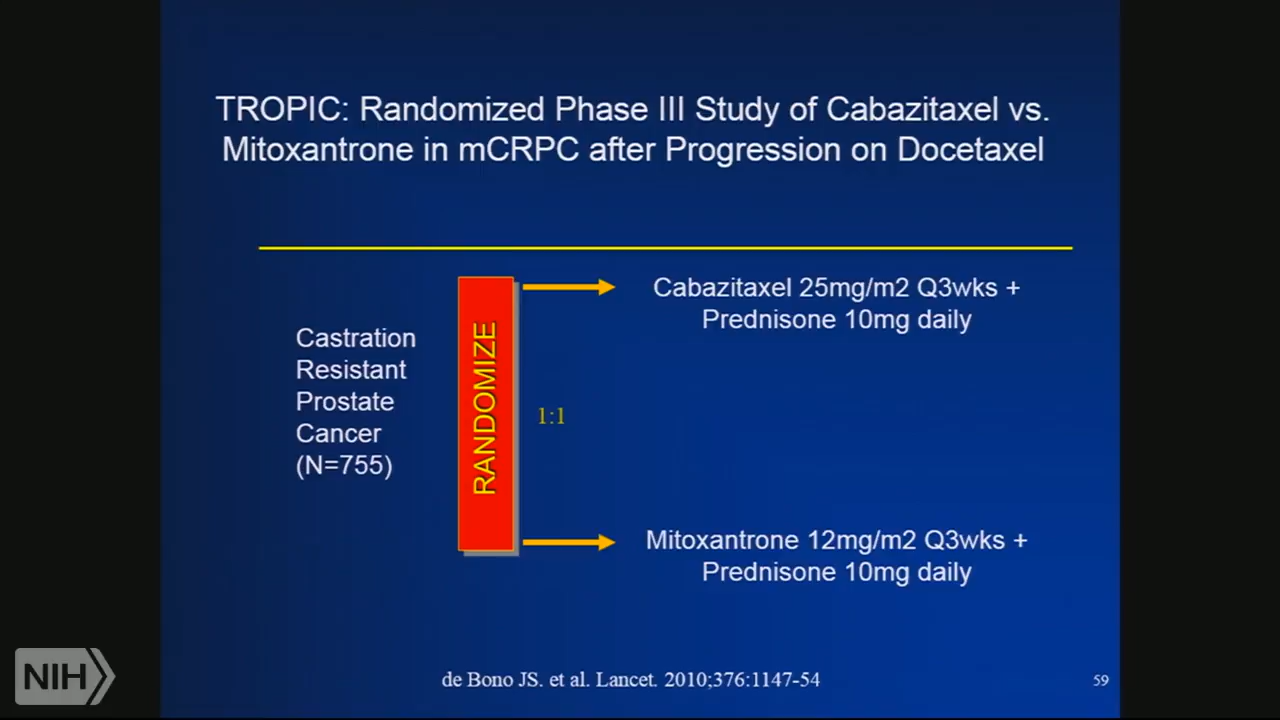 TROPIC: Randomized Phase III Study of Cabazitaxel vs.
Mitoxantrone in mCRPC after Progression on Docetaxel
Castration
Resistant
Prostate
Cancer
(N=755)
RANDOMIZE
1:1
Cabazitaxel 25mg/m2 Q3wks +
Prednisone 10mg daily
Mitoxantrone 12mg/m2 Q3wks +
Prednisone 10mg daily
NIH
de Bono JS. et al. Lancet. 2010;376:1147-54
59